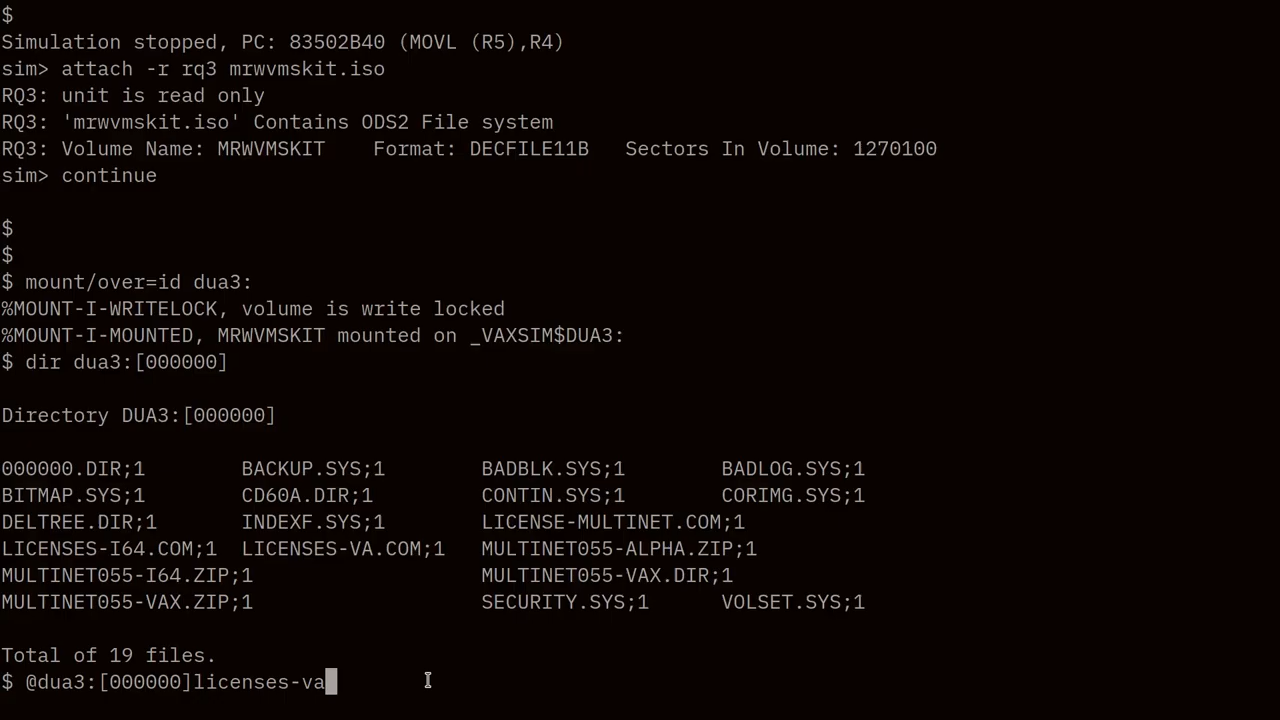 $
Simulation stopped, PC: 83502B40 (MOVL (R5),R4)
sim> attach -r rq3 mrwvmskit.iso
RQ3: unit is read only
RQ3: 'mrwvmskit.iso' Contains ODS2 File system
RQ3: Volume Name: MRWVMSKIT    Format: DECFILE11B   Sectors In Volume: 1270100
sim> continue

$
$
$ mount/over=id dua3:
%MOUNT-I-WRITELOCK, volume is write locked
%MOUNT-I-MOUNTED, MRWVMSKIT mounted on _VAXSIM$DUA3:
$ dir dua3:[000000]

Directory DUA3:[000000]

000000.DIR;1        BACKUP.SYS;1        BADBLK.SYS;1        BADLOG.SYS;1
BITMAP.SYS;1        CD60A.DIR;1         CONTIN.SYS;1        CORIMG.SYS;1
DELTREE.DIR;1       INDEXF.SYS;1        LICENSE-MULTINET.COM;1
LICENSES-I64.COM;1  LICENSES-VA.COM;1   MULTINET055-ALPHA.ZIP;1
MULTINET055-I64.ZIP;1                   MULTINET055-VAX.DIR;1
MULTINET055-VAX.ZIP;1                   SECURITY.SYS;1      VOLSET.SYS;1

Total of 19 files.
$ @dua3:[000000]licenses-va